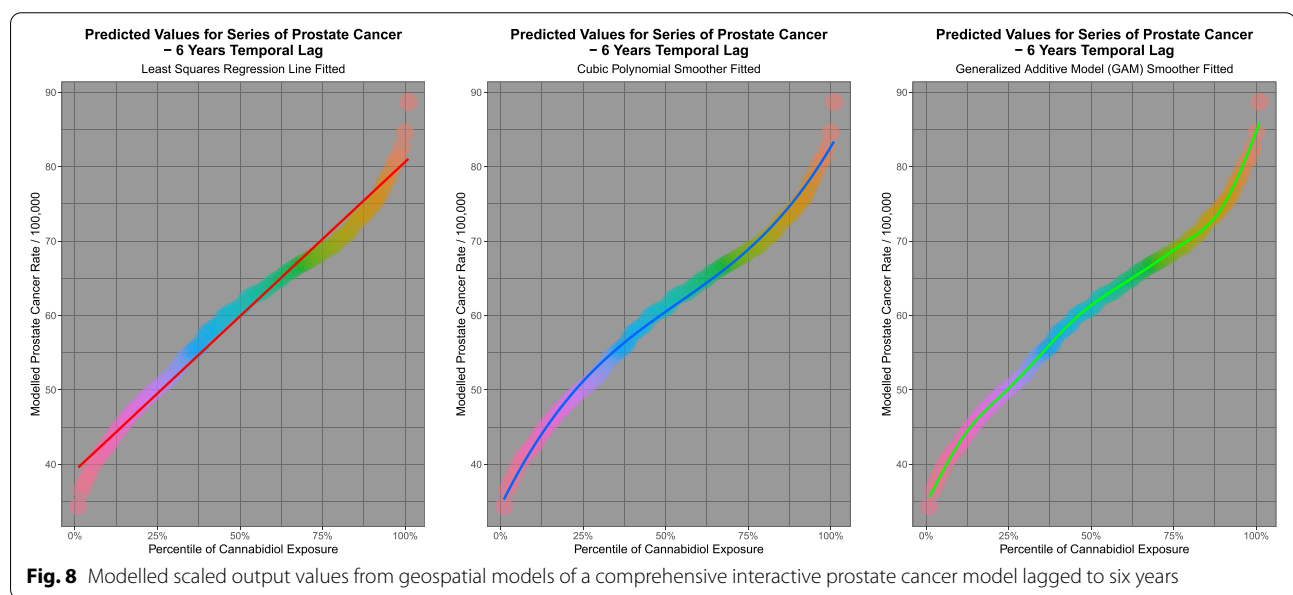 Predicted Values for Series of Prostate Cancer
− 6 Years Temporal Lag
Least Squares Regression Line Fitted
Modelled Prostate Cancer Rate / 100,000
90
80
70
60
50
40
0% 25% 50% 75% 100%
Percentile of Cannabidiol Exposure
Predicted Values for Series of Prostate Cancer
− 6 Years Temporal Lag
Cubic Polynomial Smoother Fitted
Modelled Prostate Cancer Rate / 100,000
90
80
70
60
50
40
0% 25% 50% 75% 100%
Percentile of Cannabidiol Exposure
Predicted Values for Series of Prostate Cancer
− 6 Years Temporal Lag
Generalized Additive Model (GAM) Smoother Fitted
Modelled Prostate Cancer Rate / 100,000
90
80
70
60
50
40
0% 25% 50% 75% 100%
Percentile of Cannabidiol Exposure
Fig. 8 Modelled scaled output values from geospatial models of a comprehensive interactive prostate cancer model lagged to six years